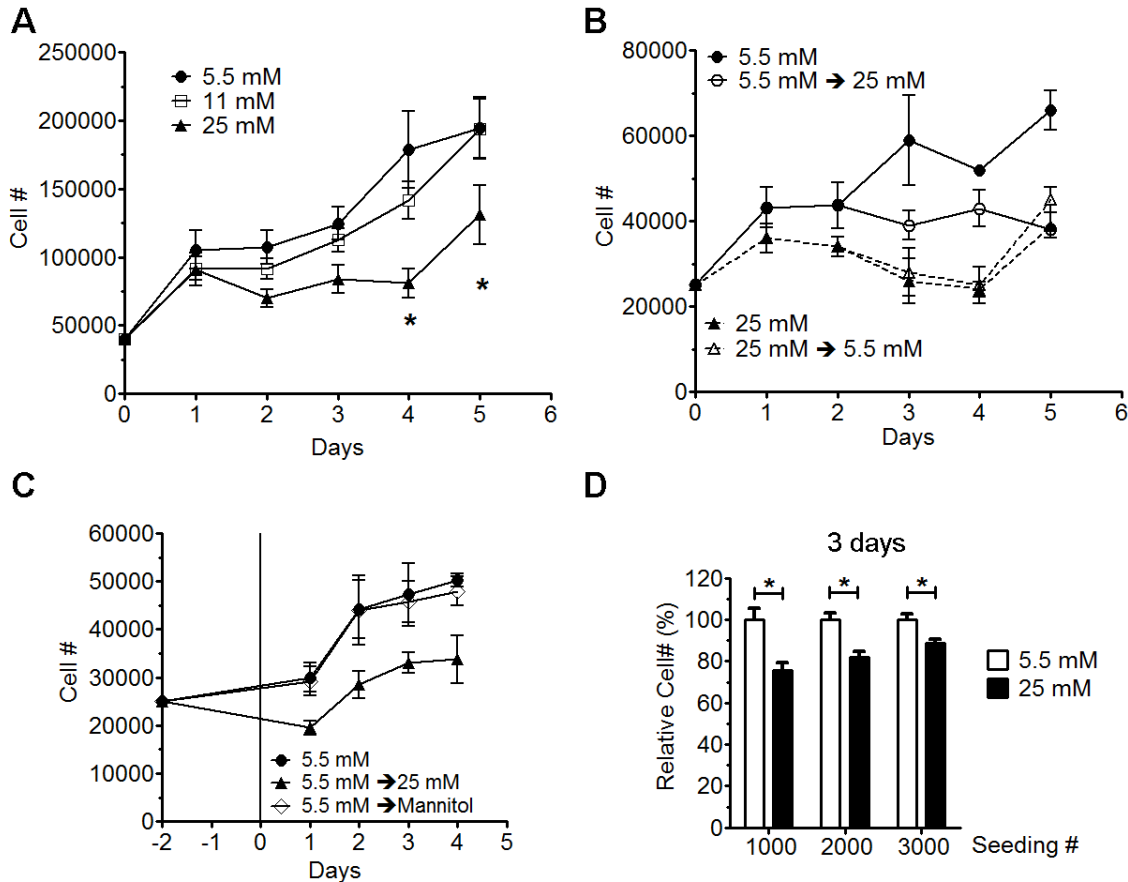 A
250000
200000
150000
100000
50000
0
Cell #
5.5 mM
11 mM
25 mM
*
*
0 1 2 3 4 5 6
Days
B
80000
60000
40000
20000
0
Cell #
5.5 mM
5.5 mM ➔ 25 mM
25 mM
25 mM ➔ 5.5 mM
0 1 2 3 4 5 6
Days
C
60000
50000
40000
30000
20000
10000
0
Cell #
5.5 mM
5.5 mM ➔25 mM
5.5 mM ➔Mannitol
-2 -1 0 1 2 3 4 5
Days
D
3 days
120
100
80
60
40
20
0
Relative Cell# (%)
* * *
5.5 mM
25 mM
1000 2000 3000 Seeding #